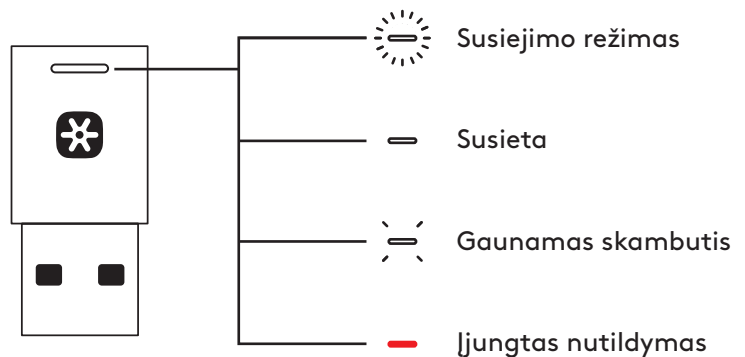 Susiejimo režimas
Susieta
Gaunamas skambutis
Įjungtas nutildymas